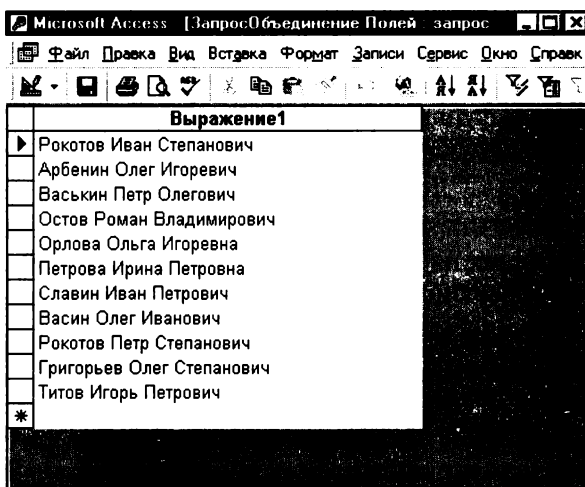 Microsoft Access - [ЗапросОбъединение Полей : запрос
Файл Правка Вид Вставка Формат Записи Сервис Окно Справк
Выражение1
Рокотов Иван Степанович
Арбенин Олег Игоревич
Васькин Петр Олегович
Остов Роман Владимирович
Орлова Ольга Игоревна
Петрова Ирина Петровна
Славин Иван Петрович
Васин Олег Иванович
Рокотов Петр Степанович
Григорьев Олег Степанович
Титов Игорь Петрович